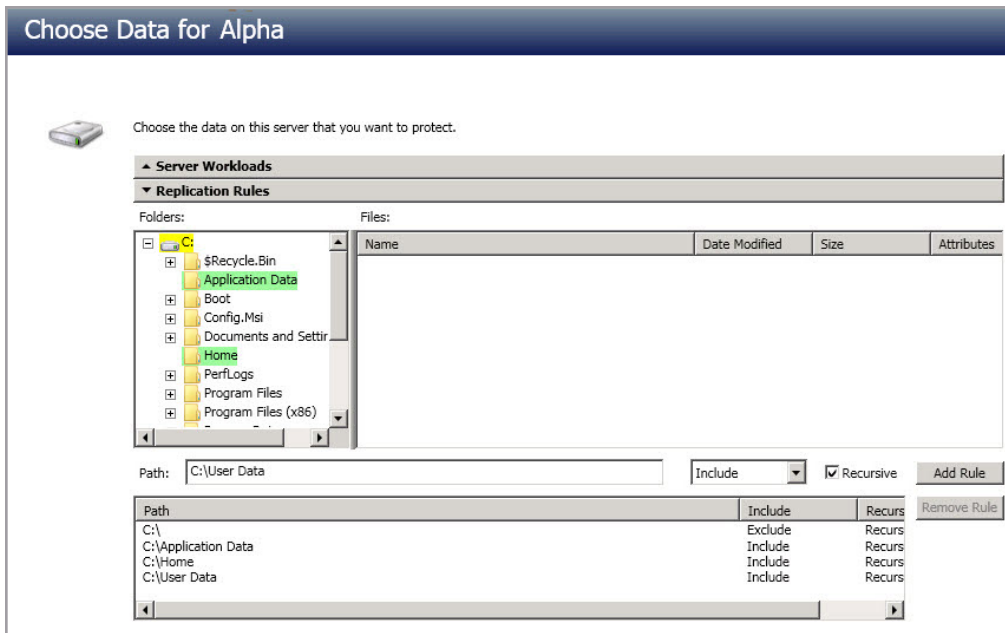 Choose Data for Alpha
Choose the data on this server that you want to protect.
Server Workloads
Replication Rules
Folders: Files:
C: Name Date Modified Size Attributes
$Recycle.Bin
Application Data
Boot
Config.Msi
Documents and Settir
Home
PerfLogs
Program Files
Program Files (x86)
Path: C:\User Data Include Recursive Add Rule
Path Include Recurs Remove Rule
C:\ Exclude Recurs
C:\Application Data Include Recurs
C:\Home Include Recurs
C:\User Data Include Recurs